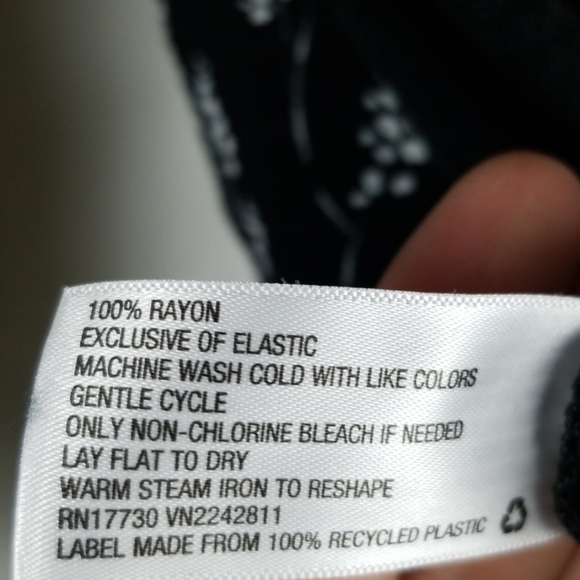 100% RAYON
EXCLUSIVE OF ELASTIC
MACHINE WASH COLD WITH LIKE COLORS
GENTLE CYCLE
ONLY NON-CHLORINE BLEACH IF NEEDED
LAY FLAT TO DRY
WARM STEAM IRON TO RESHAPE
RN17730 VN2242811
LABEL MADE FROM 100% RECYCLED PLASTIC